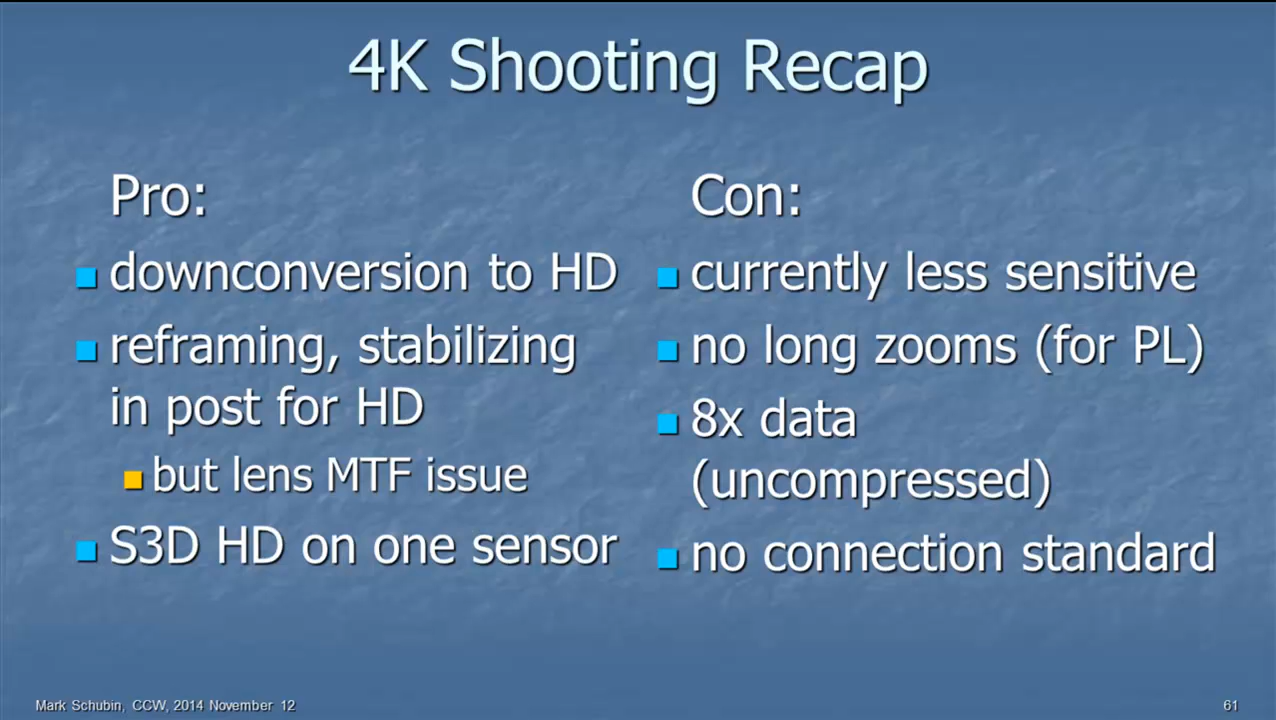 4K Shooting Recap
Pro:
downconversion to HD
reframing, stabilizing
in post for HD
but lens MTF issue
S3D HD on one sensor
Con:
currently less sensitive
no long zooms (for PL)
8x data
(uncompressed)
no connection standard
Mark Schubin, CCW, 2014 November 12
61